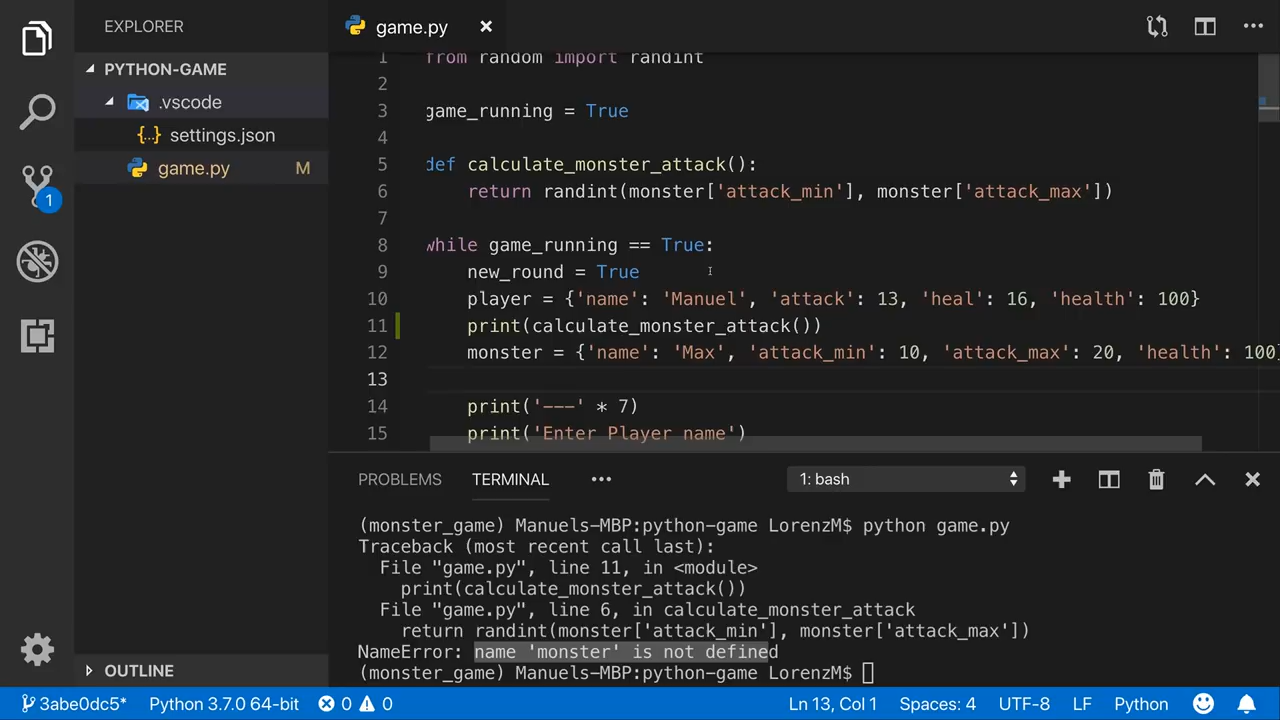 EXPLORER
game.py
PYTHON-GAME
.vscode
{..} settings.json
game.py M
1
1 from random import randint
2
3 game_running = True
4
5 def calculate_monster_attack():
6 return randint(monster['attack_min'], monster['attack_max'])
7
8 while game_running == True:
9 new_round = True
10 player = {'name': 'Manuel', 'attack': 13, 'heal': 16, 'health': 100}
11 print(calculate_monster_attack())
12 monster = {'name': 'Max', 'attack_min': 10, 'attack_max': 20, 'health': 100}
13
14 print('---' * 7)
15 print('Enter Player name')
PROBLEMS TERMINAL ••• 1: bash
(monster_game) Manuels-MBP:python-game LorenzM$ python game.py
Traceback (most recent call last):
File "game.py", line 11, in <module>
print(calculate_monster_attack())
File "game.py", line 6, in calculate_monster_attack
return randint(monster['attack_min'], monster['attack_max'])
NameError: name 'monster' is not defined
(monster_game) Manuels-MBP:python-game LorenzM$
OUTLINE
3abe0dc5* Python 3.7.0 64-bit 0 0 Ln 13, Col 1 Spaces: 4 UTF-8 LF Python